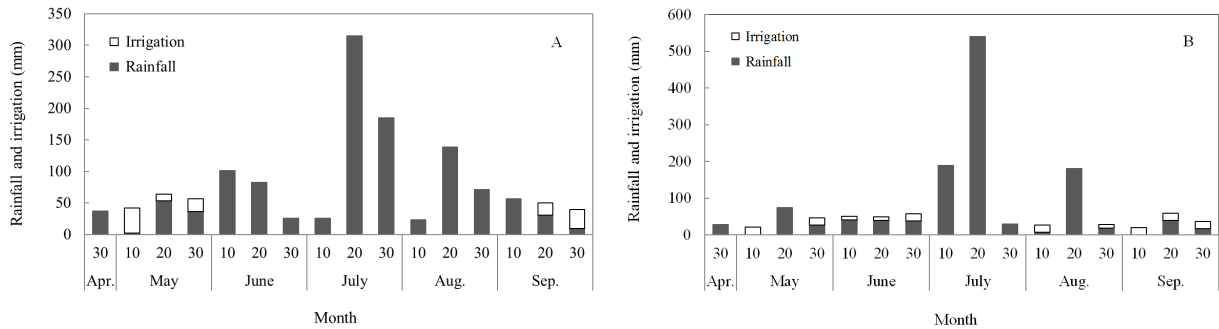 Rainfall and irrigation (mm)
350
300
250
200
150
100
50
0
Irrigation
Rainfall
A
30 10 20 30 10 20 30 10 20 30 10 20 30 10 20 30
Apr. May June July Aug. Sep.
Month
Rainfall and irrigation (mm)
600
500
400
300
200
100
0
Irrigation
Rainfall
B
30 10 20 30 10 20 30 10 20 30 10 20 30 10 20 30
Apr. May June July Aug. Sep.
Month